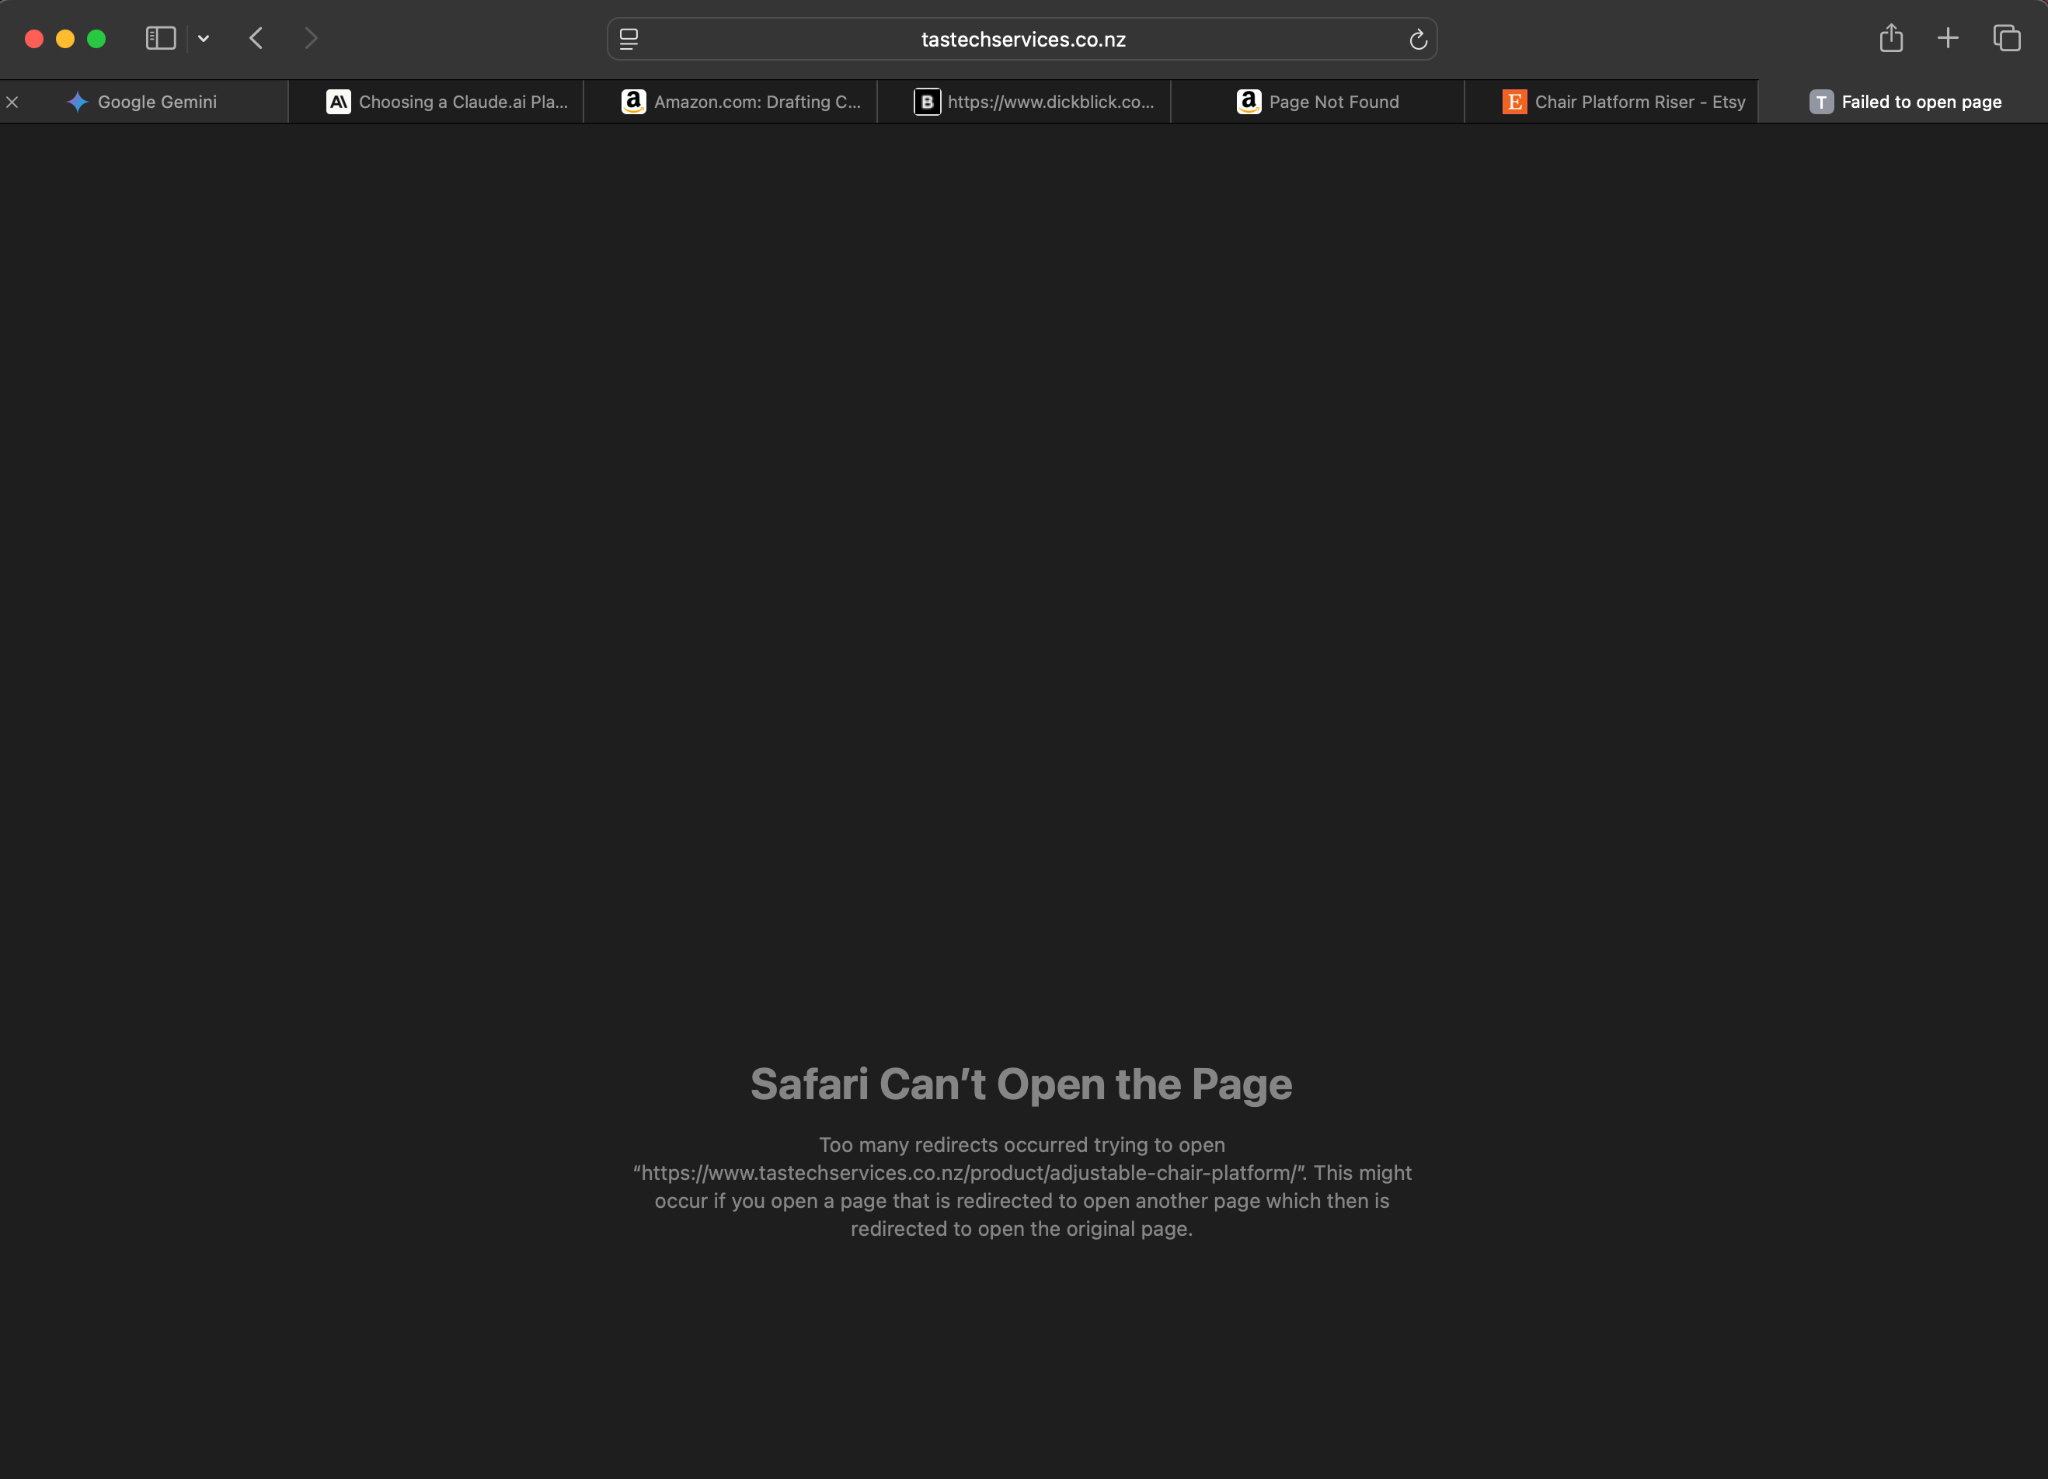 tastechservices.co.nz
Google Gemini
A\ Choosing a Claude.ai Pla...
a Amazon.com: Drafting C...
B https://www.dickblick.co...
a Page Not Found
E Chair Platform Riser - Etsy
T Failed to open page
Safari Can’t Open the Page
Too many redirects occurred trying to open
“https://www.tastechservices.co.nz/product/adjustable-chair-platform/”. This might
occur if you open a page that is redirected to open another page which then is
redirected to open the original page.